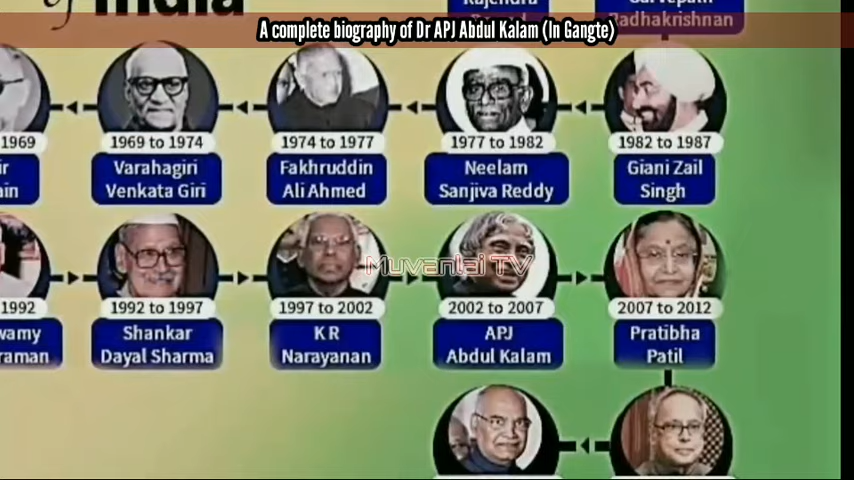 of India
Rajendra
Sarvepalli
Radhakrishnan
A complete biography of Dr APJ Abdul Kalam (In Gangte)
1969
1969 to 1974
1974 to 1977
1977 to 1982
1982 to 1987
Varahagiri
Venkata Giri
Fakhruddin
Ali Ahmed
Neelam
Sanjiva Reddy
Giani Zail
Singh
Muvanlai TV
1992
1992 to 1997
1997 to 2002
2002 to 2007
2007 to 2012
Shankar
Dayal Sharma
K R
Narayanan
APJ
Abdul Kalam
Pratibha
Patil